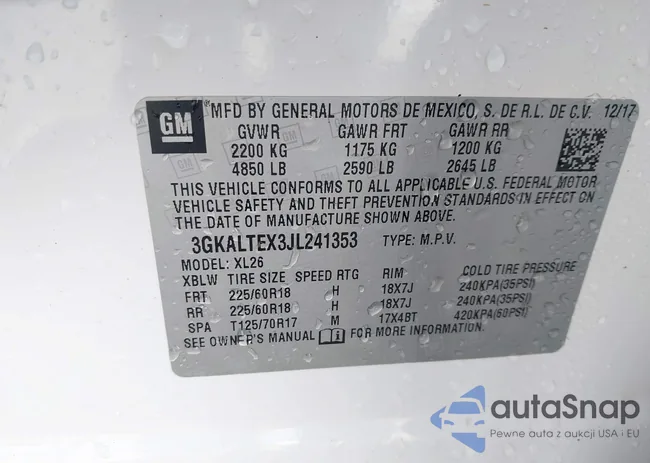 GM MFD BY GENERAL MOTORS DE MEXICO, S. DE R.L. DE C.V. 12/17
GVWR GAWR FRT GAWR RR
2200 KG 1175 KG 1200 KG
4850 LB 2590 LB 2645 LB
THIS VEHICLE CONFORMS TO ALL APPLICABLE U.S. FEDERAL MOTOR
VEHICLE SAFETY AND THEFT PREVENTION STANDARDS IN EFFECT ON
THE DATE OF MANUFACTURE SHOWN ABOVE.
3GKALTEX3JL241353 TYPE: M.P.V.
MODEL: XL26
XBLW TIRE SIZE SPEED RTG RIM COLD TIRE PRESSURE
FRT 225/60R18 H 18X7J 240KPA(35PSI)
RR 225/60R18 H 18X7J 240KPA(35PSI)
SPA T125/70R17 M 17X4BT 420KPA(60PSI)
SEE OWNER'S MANUAL FOR MORE INFORMATION.
autaSnap
Pewne auta z aukcji USA i EU